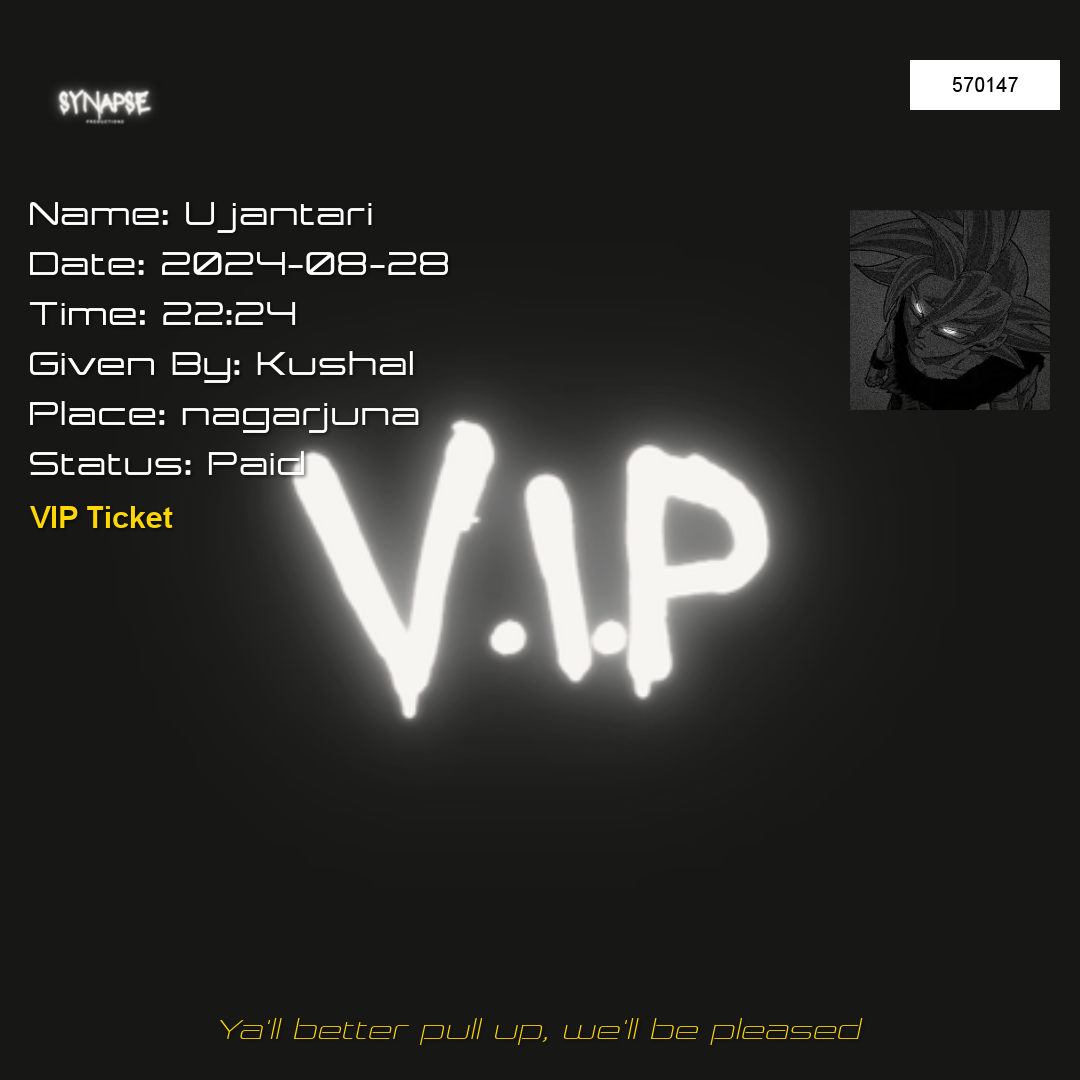 SYNAPSE
PRODUCTIONS
570147
Name: Ujantari
Date: 2024-08-28
Time: 22:24
Given By: Kushal
Place: nagarjuna
Status: Paid
VIP Ticket
V.I.P
Ya'll better pull up, we'll be pleased